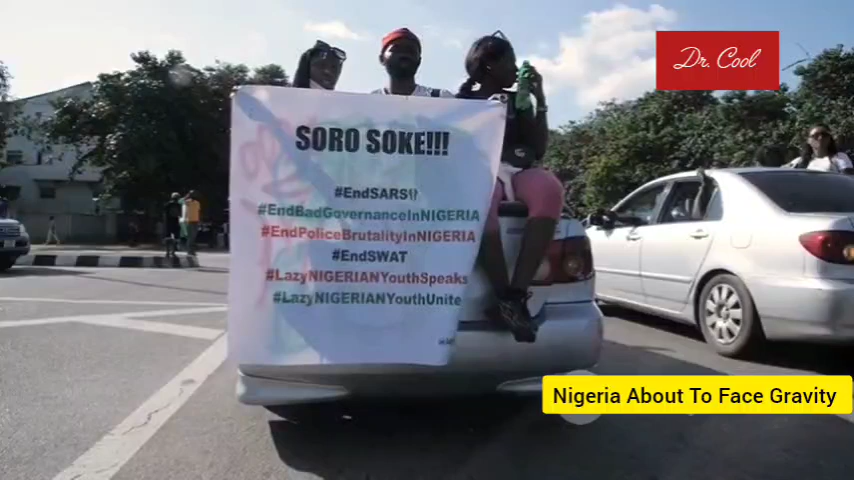 Dr. Cool
SORO SOKE!!!
#EndSARS!!
#EndBadGovernanceInNIGERIA
#EndPoliceBrutalityInNIGERIA
#EndSWAT
#LazyNIGERIANYouthSpeaks
#LazyNIGERIANYouthUnite
Nigeria About To Face Gravity